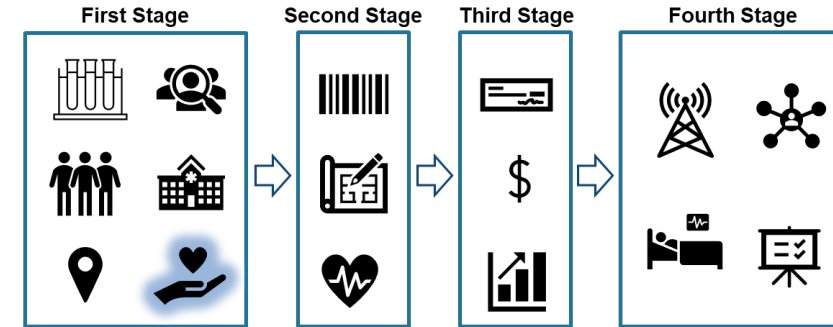 First Stage
Second Stage
Third Stage
Fourth Stage
$